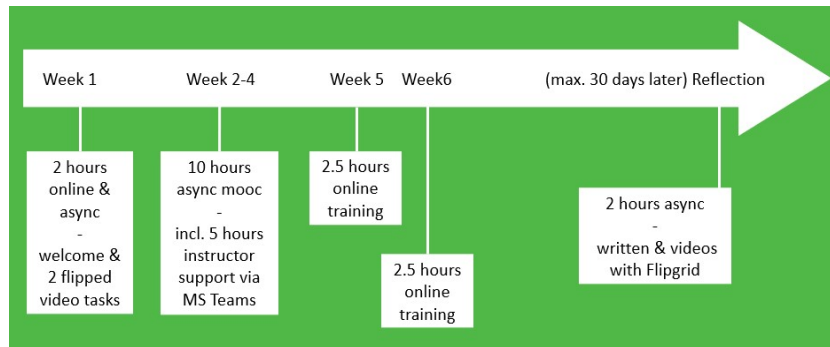 Week 1
Week 2-4
Week 5
Week6
(max. 30 days later) Reflection
2 hours
online &
async
-
welcome &
2 flipped
video tasks
10 hours
async mooc
-
incl. 5 hours
instructor
support via
MS Teams
2.5 hours
online
training
2.5 hours
online
training
2 hours async
-
written & videos
with Flipgrid